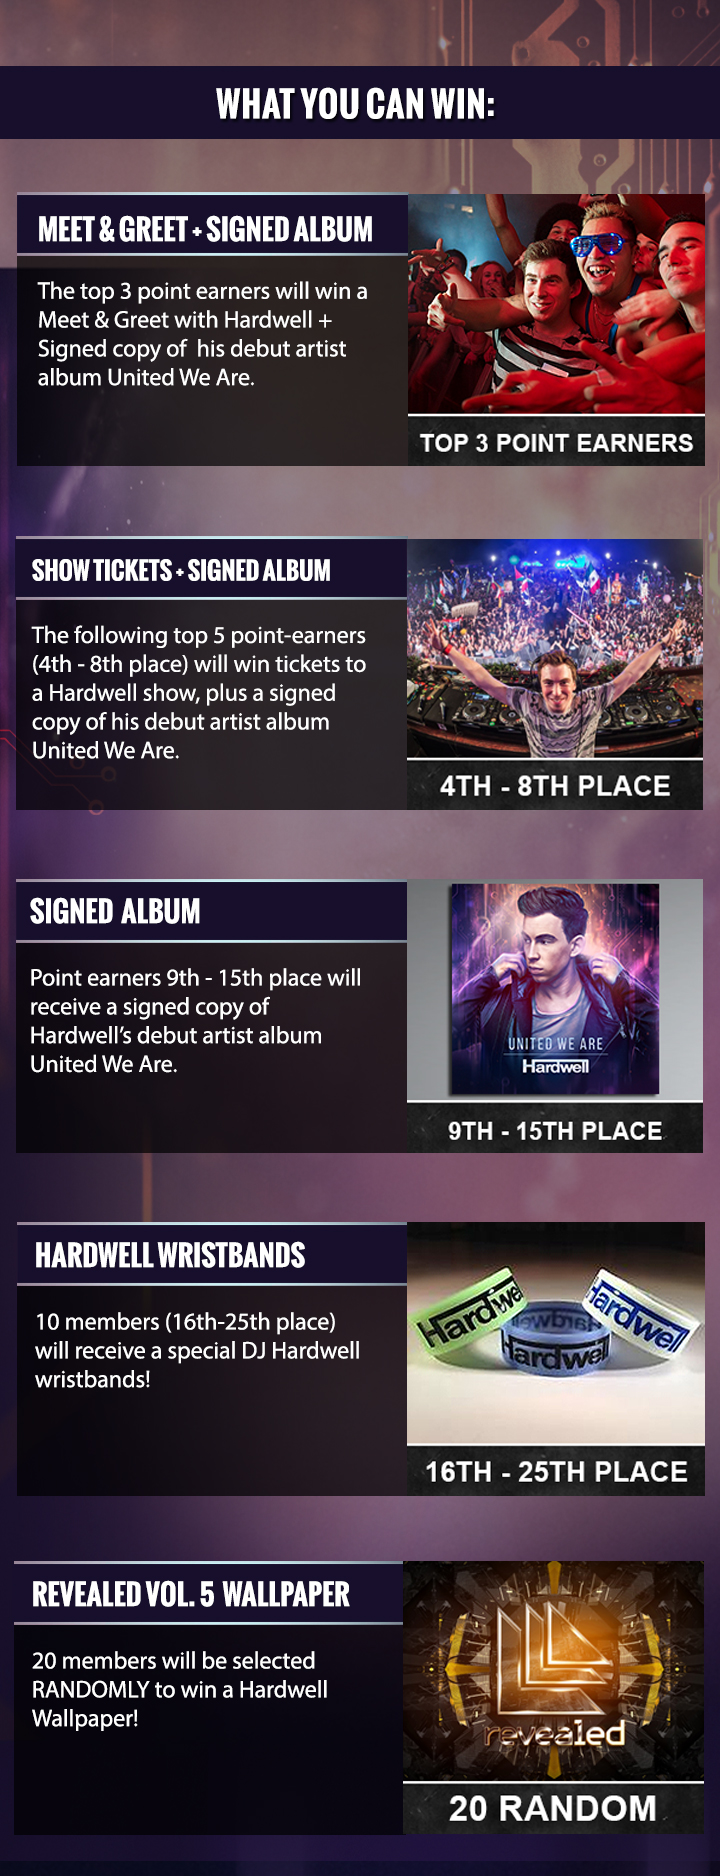 WHAT YOU CAN WIN:
MEET & GREET + SIGNED ALBUM
The top 3 point earners will win a
Meet & Greet with Hardwell +
Signed copy of his debut artist
album United We Are.
TOP 3 POINT EARNERS
SHOW TICKETS + SIGNED ALBUM
The following top 5 point-earners
(4th - 8th place) will win tickets to
a Hardwell show, plus a signed
copy of his debut artist album
United We Are.
4TH - 8TH PLACE
SIGNED ALBUM
Point earners 9th - 15th place will
receive a signed copy of
Hardwell's debut artist album
United We Are.
UNITED WE ARE
Hardwell
9TH - 15TH PLACE
HARDWELL WRISTBANDS
10 members (16th-25th place)
will receive a special DJ Hardwell
wristbands!
Hardwe
Hardwel
Hardwell
Hardwell
16TH - 25TH PLACE
REVEALED VOL. 5 WALLPAPER
20 members will be selected
RANDOMLY to win a Hardwell
Wallpaper!
revealed
20 RANDOM